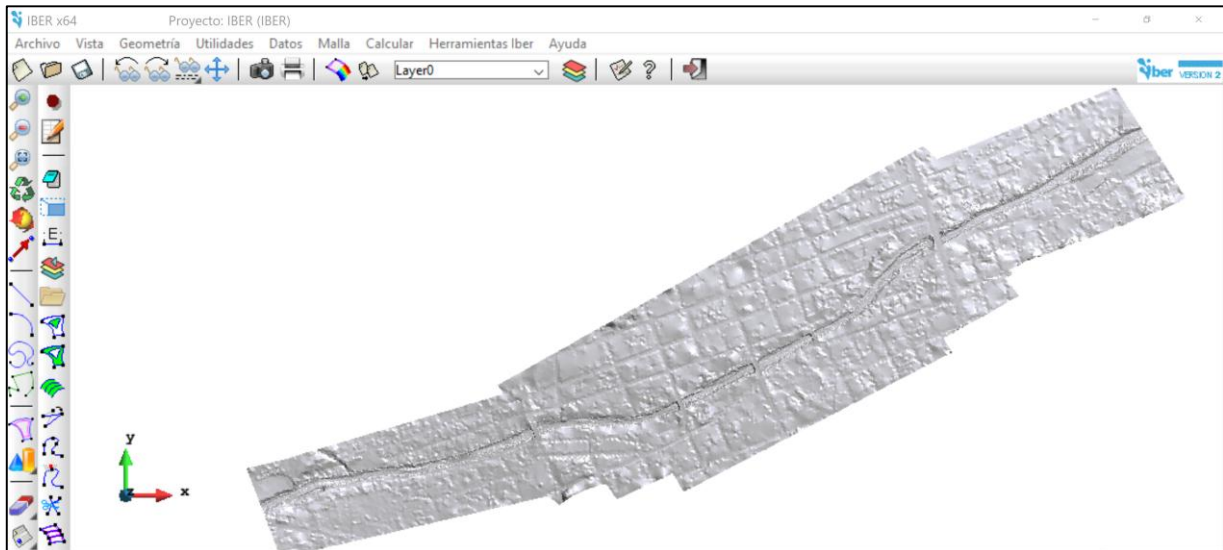 IBER x64 Proyecto: IBER (IBER)
Archivo Vista Geometría Utilidades Datos Malla Calcular Herramientas Iber Ayuda
Layer0
iber VERSION 2
E
y
x